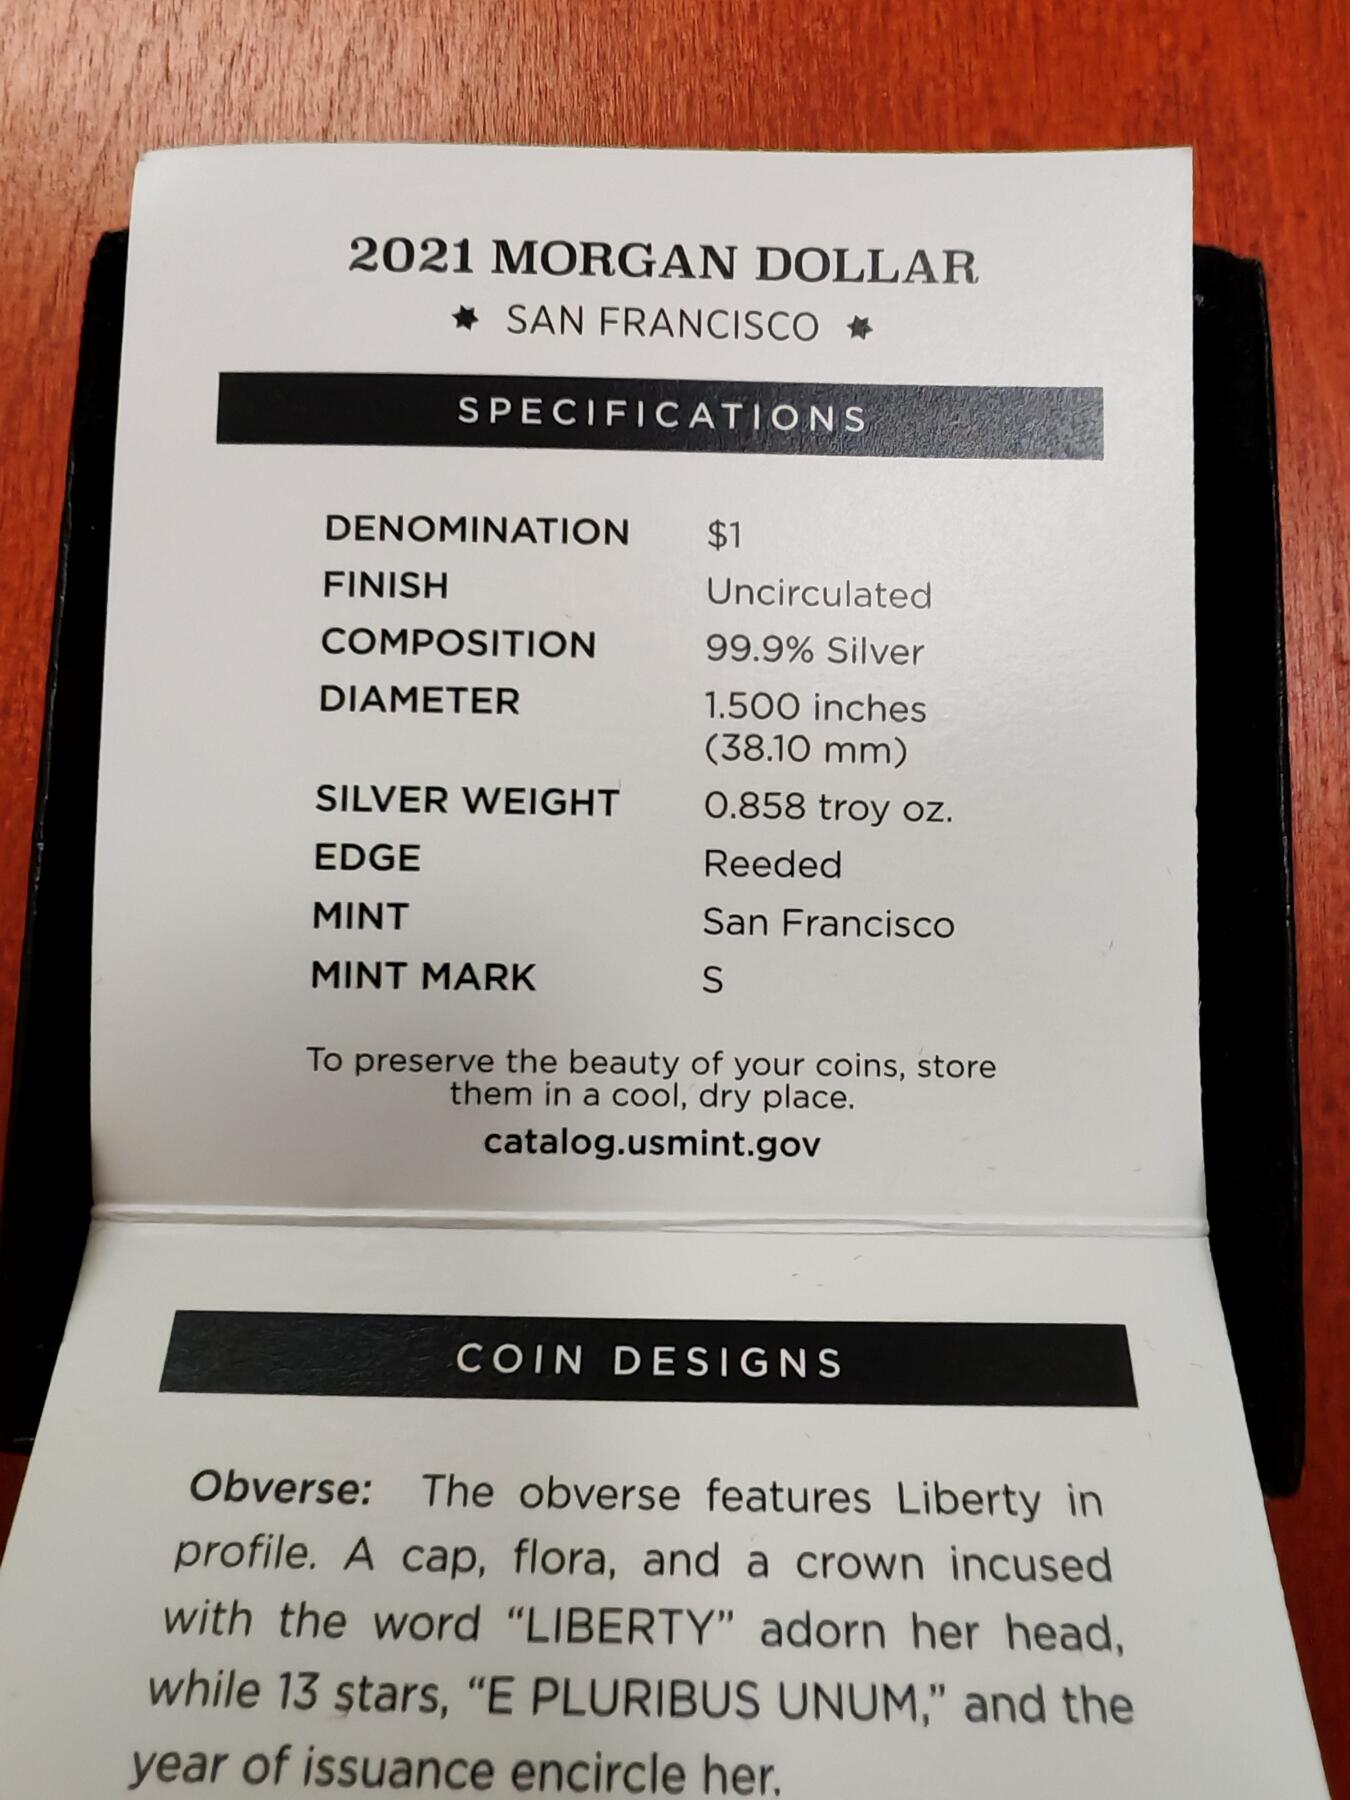 2021 MORGAN DOLLAR
★ SAN FRANCISCO ★
SPECIFICATIONS
DENOMINATION $1
FINISH Uncirculated
COMPOSITION 99.9% Silver
DIAMETER 1.500 inches
(38.10 mm)
SILVER WEIGHT 0.858 troy oz.
EDGE Reeded
MINT San Francisco
MINT MARK S
To preserve the beauty of your coins, store
them in a cool, dry place.
catalog.usmint.gov
COIN DESIGNS
Obverse: The obverse features Liberty in
profile. A cap, flora, and a crown incused
with the word “LIBERTY” adorn her head,
while 13 stars, “E PLURIBUS UNUM,” and the
year of issuance encircle her.